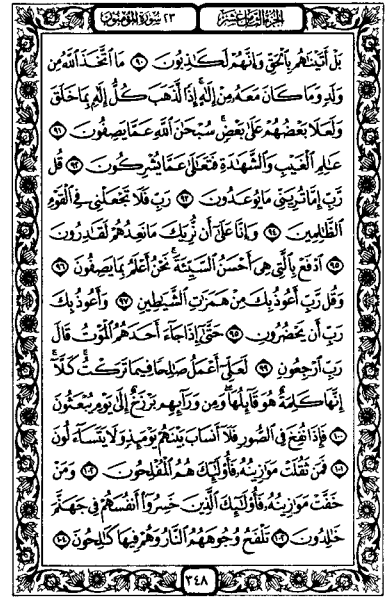 الجزء الثامن عشر
٢٣ سورة المؤمنون
بَلْ أَتَيْنَٰهُم بِٱلْحَقِّ وَإِنَّهُمْ لَكَٰذِبُونَ ٩٠ مَا ٱتَّخَذَ ٱللَّهُ مِن
وَلَدٍ وَمَا كَانَ مَعَهُۥ مِنْ إِلَٰهٍ ۚ إِذًا لَّذَهَبَ كُلُّ إِلَٰهٍۭ بِمَا خَلَقَ
وَلَعَلَا بَعْضُهُمْ عَلَىٰ بَعْضٍ ۚ سُبْحَٰنَ ٱللَّهِ عَمَّا يَصِفُونَ ٩١
عَٰلِمِ ٱلْغَيْبِ وَٱلشَّهَٰدَةِ فَتَعَٰلَىٰ عَمَّا يُشْرِكُونَ ٩٢ قُل
رَّبِّ إِمَّا تُرِيَنِّى مَا يُوعَدُونَ ٩٣ رَبِّ فَلَا تَجْعَلْنِى فِى ٱلْقَوْمِ
ٱلظَّٰلِمِينَ ٩٤ وَإِنَّا عَلَىٰٓ أَن نُّرِيَكَ مَا نَعِدُهُمْ لَقَٰدِرُونَ
٩٥ ٱدْفَعْ بِٱلَّتِى هِىَ أَحْسَنُ ٱلسَّيِّئَةَ ۚ نَحْنُ أَعْلَمُ بِمَا يَصِفُونَ ٩٦
وَقُل رَّبِّ أَعُوذُ بِكَ مِنْ هَمَزَٰتِ ٱلشَّيَٰطِينِ ٩٧ وَأَعُوذُ بِكَ
رَبِّ أَن يَحْضُرُونِ ٩٨ حَتَّىٰٓ إِذَا جَآءَ أَحَدَهُمُ ٱلْمَوْتُ قَالَ
رَبِّ ٱرْجِعُونِ ٩٩ لَعَلِّىٓ أَعْمَلُ صَٰلِحًا فِيمَا تَرَكْتُ ۚ كَلَّآ ۚ
إِنَّهَا كَلِمَةٌ هُوَ قَآئِلُهَا ۖ وَمِن وَرَآئِهِم بَرْزَخٌ إِلَىٰ يَوْمِ يُبْعَثُونَ
١٠٠ فَإِذَا نُفِخَ فِى ٱلصُّورِ فَلَآ أَنسَابَ بَيْنَهُمْ يَوْمَئِذٍ وَلَا يَتَسَآءَلُونَ
١٠١ فَمَن ثَقُلَتْ مَوَٰزِينُهُۥ فَأُو۟لَٰٓئِكَ هُمُ ٱلْمُفْلِحُونَ ١٠٢ وَمَنْ
خَفَّتْ مَوَٰزِينُهُۥ فَأُو۟لَٰٓئِكَ ٱلَّذِينَ خَسِرُوٓا۟ أَنفُسَهُمْ فِى جَهَنَّمَ
خَٰلِدُونَ ١٠٣ تَلْفَحُ وُجُوهَهُمُ ٱلنَّارُ وَهُمْ فِيهَا كَٰلِحُونَ ١٠٤
٣٤٨